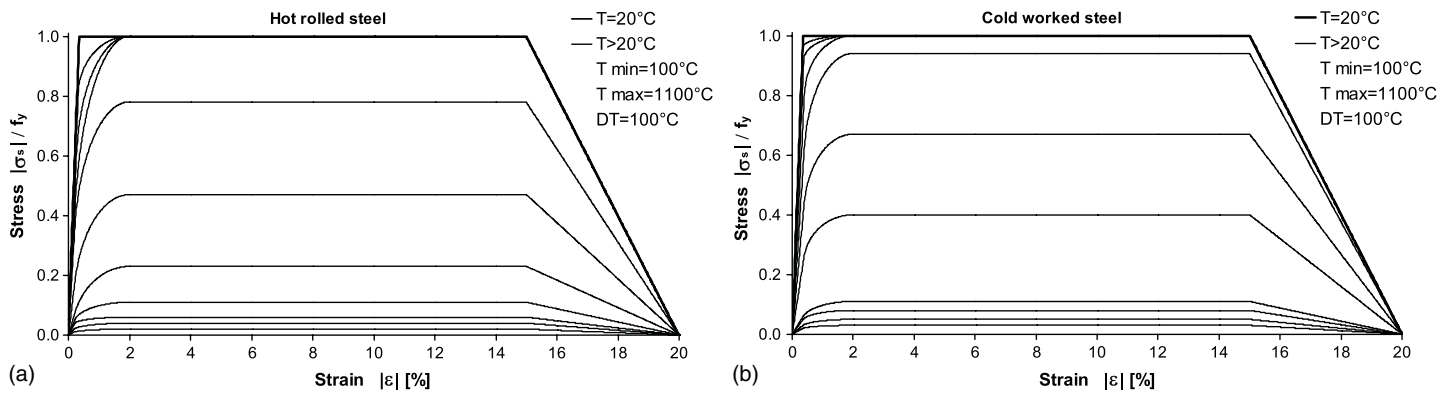 Hot rolled steel
T=20°C
T>20°C
T min=100°C
T max=1100°C
DT=100°C
1.0
0.8
0.6
0.4
0.2
0.0
Stress |σs| / fy
0 2 4 6 8 10 12 14 16 18 20
Strain |ε| [%]
(a)
Cold worked steel
T=20°C
T>20°C
T min=100°C
T max=1100°C
DT=100°C
1.0
0.8
0.6
0.4
0.2
0.0
Stress |σs| / fy
0 2 4 6 8 10 12 14 16 18 20
Strain |ε| [%]
(b)